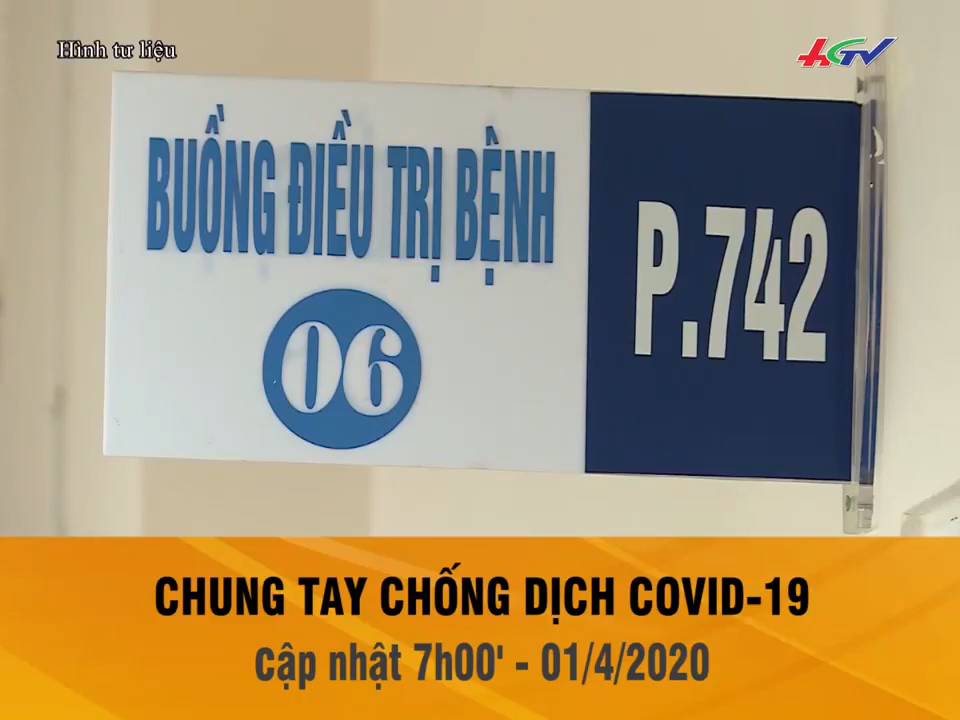 Hình tư liệu
HGTV
BUỒNG ĐIỀU TRỊ BỆNH
06
P.742
CHUNG TAY CHỐNG DỊCH COVID-19
cập nhật 7h00' - 01/4/2020